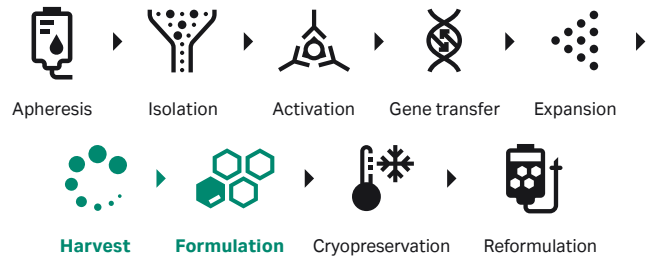 Apheresis
Isolation
Activation
Gene transfer
Expansion
Harvest
Formulation
Cryopreservation
Reformulation